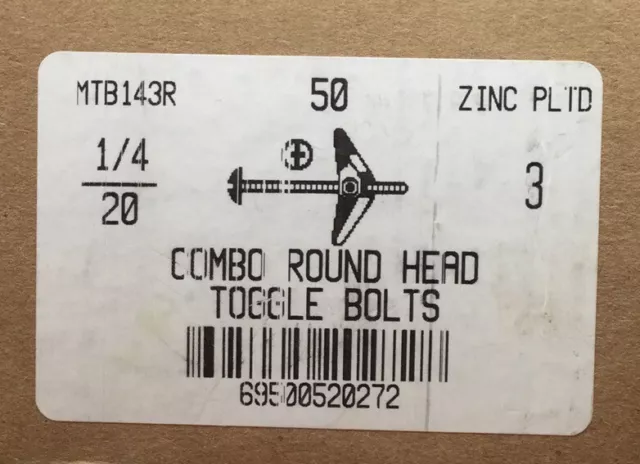 MTB143R 50 ZINC PLTD
1/4
20
3
COMBO ROUND HEAD
TOGGLE BOLTS
69500520272